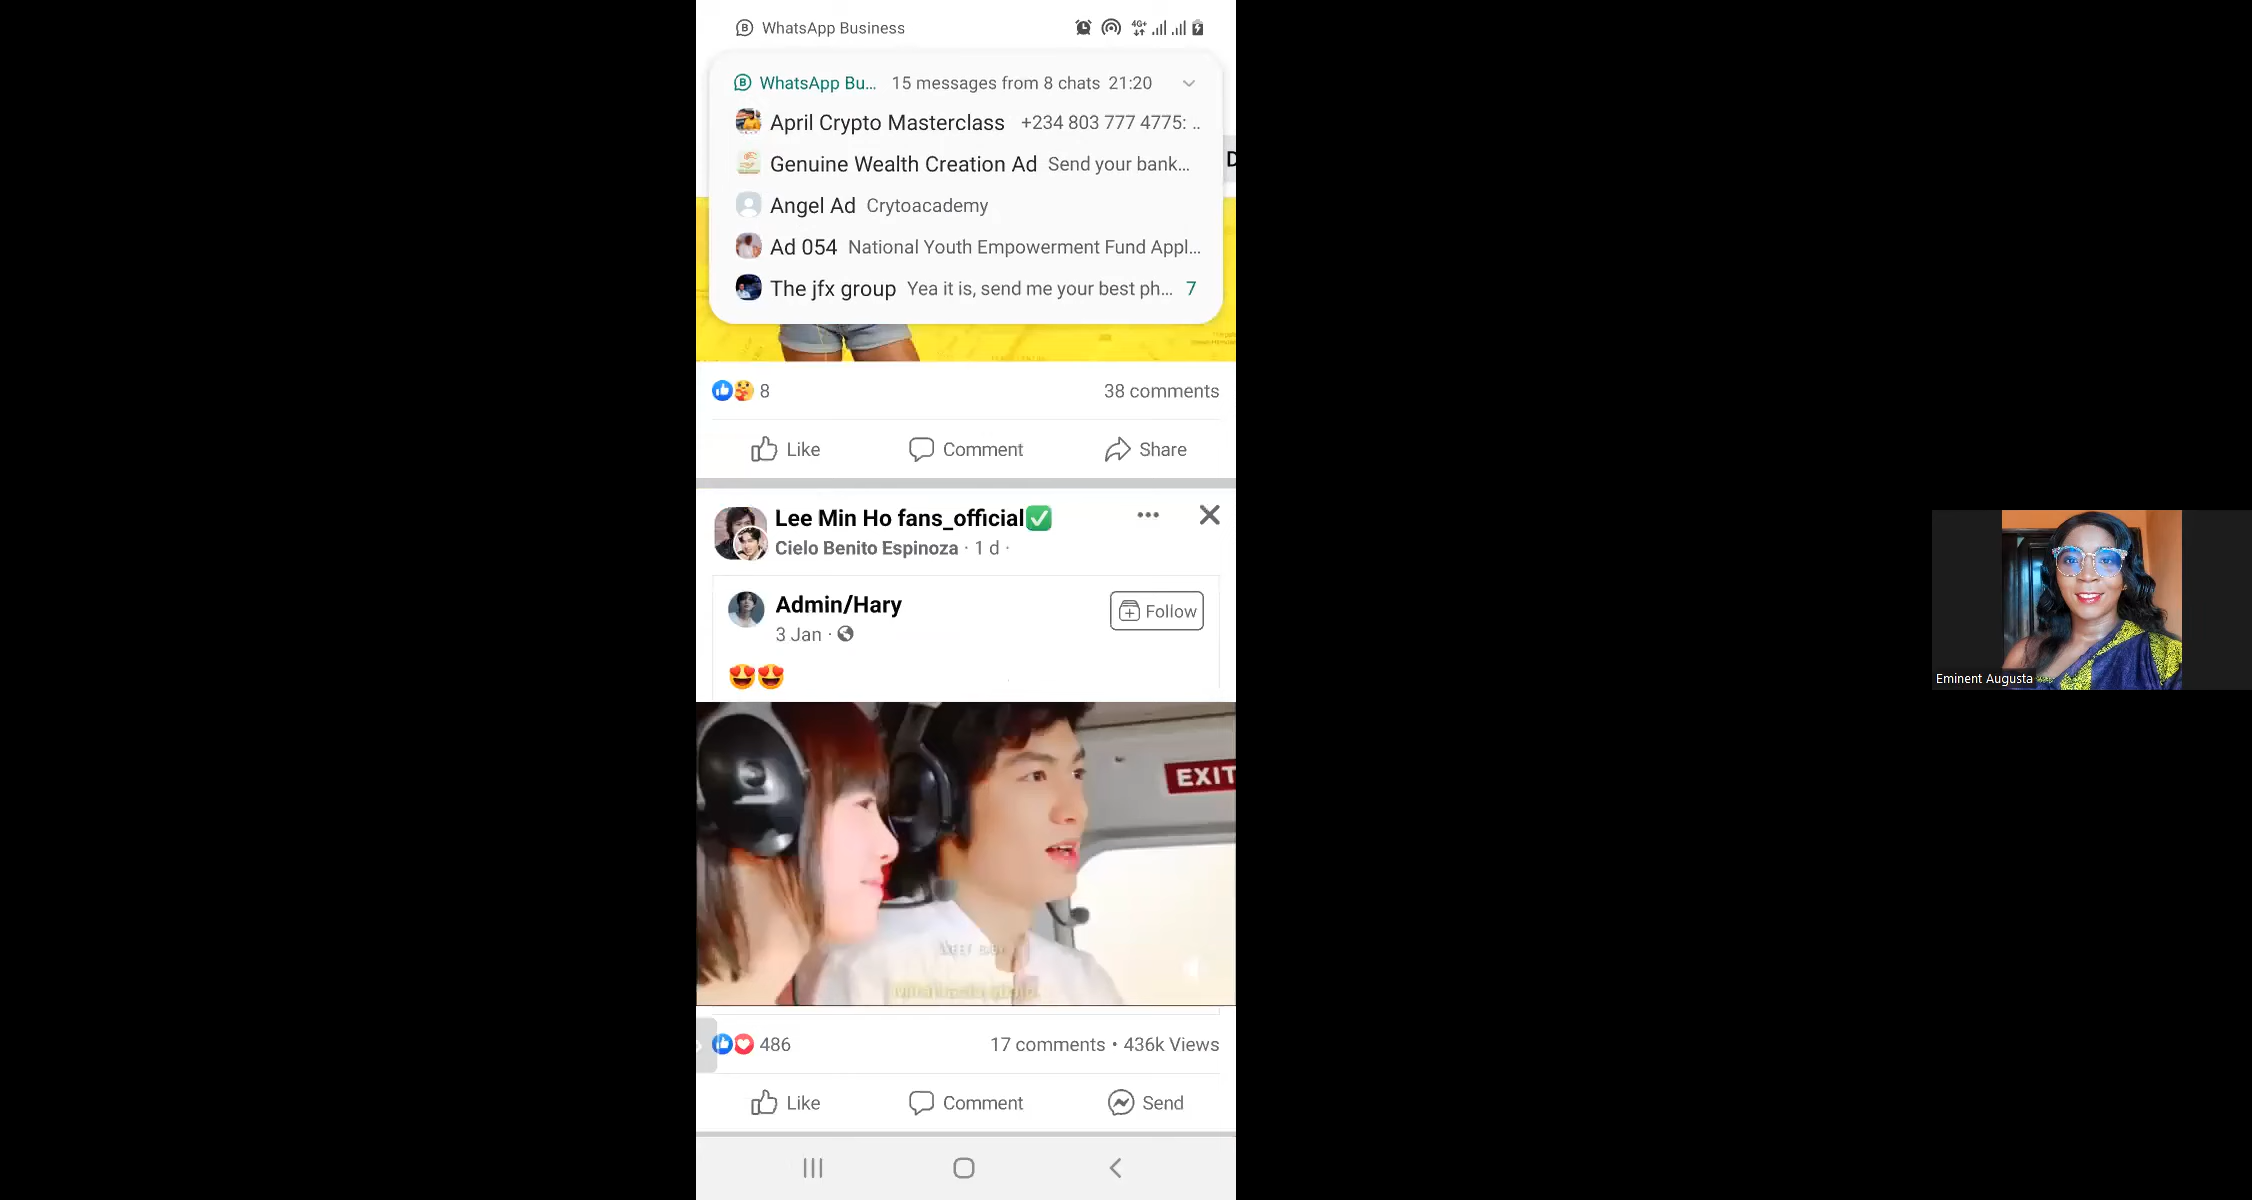 WhatsApp Business
4G+
WhatsApp Bu... 15 messages from 8 chats 21:20
April Crypto Masterclass +234 803 777 4775: ..
Genuine Wealth Creation Ad Send your bank...
Angel Ad Crytoacademy
Ad 054 National Youth Empowerment Fund Appl...
The jfx group Yea it is, send me your best ph... 7
D
8 38 comments
Like Comment Share
Lee Min Ho fans_official
Cielo Benito Espinoza · 1 d ·
Admin/Hary
Follow
3 Jan ·
EXIT
486 17 comments • 436k Views
Like Comment Send
Eminent Augusta